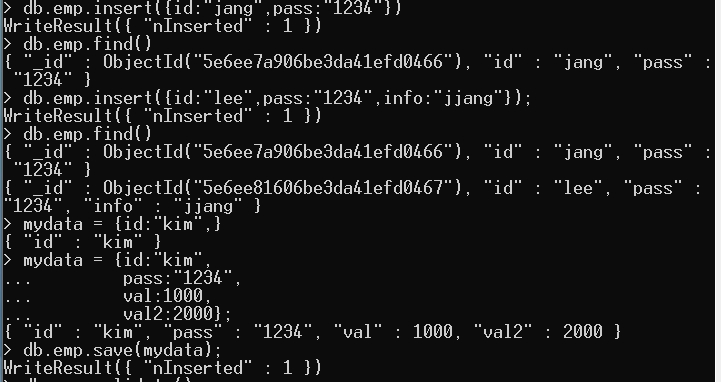 > db.emp.insert({id:"jang",pass:"1234"})
WriteResult({ "nInserted" : 1 })
> db.emp.find()
{ "_id" : ObjectId("5e6ee7a906be3da41efd0466"), "id" : "jang", "pass" :
"1234" }
> db.emp.insert({id:"lee",pass:"1234",info:"jjang"});
WriteResult({ "nInserted" : 1 })
> db.emp.find()
{ "_id" : ObjectId("5e6ee7a906be3da41efd0466"), "id" : "jang", "pass" :
"1234" }
{ "_id" : ObjectId("5e6ee81606be3da41efd0467"), "id" : "lee", "pass" :
"1234", "info" : "jjang" }
> mydata = {id:"kim",}
{ "id" : "kim" }
> mydata = {id:"kim",
... pass:"1234",
... val:1000,
... val2:2000};
{ "id" : "kim", "pass" : "1234", "val" : 1000, "val2" : 2000 }
> db.emp.save(mydata);
WriteResult({ "nInserted" : 1 })